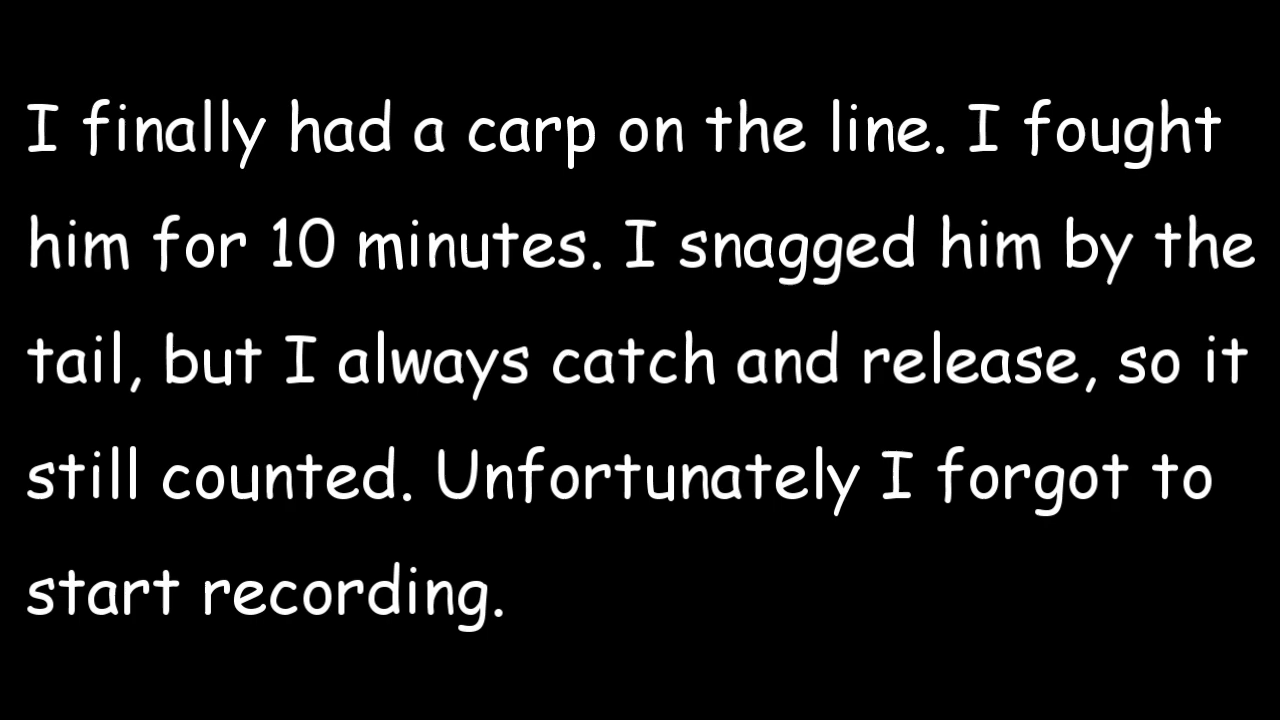 I finally had a carp on the line. I fought
him for 10 minutes. I snagged him by the
tail, but I always catch and release, so it
still counted. Unfortunately I forgot to
start recording.